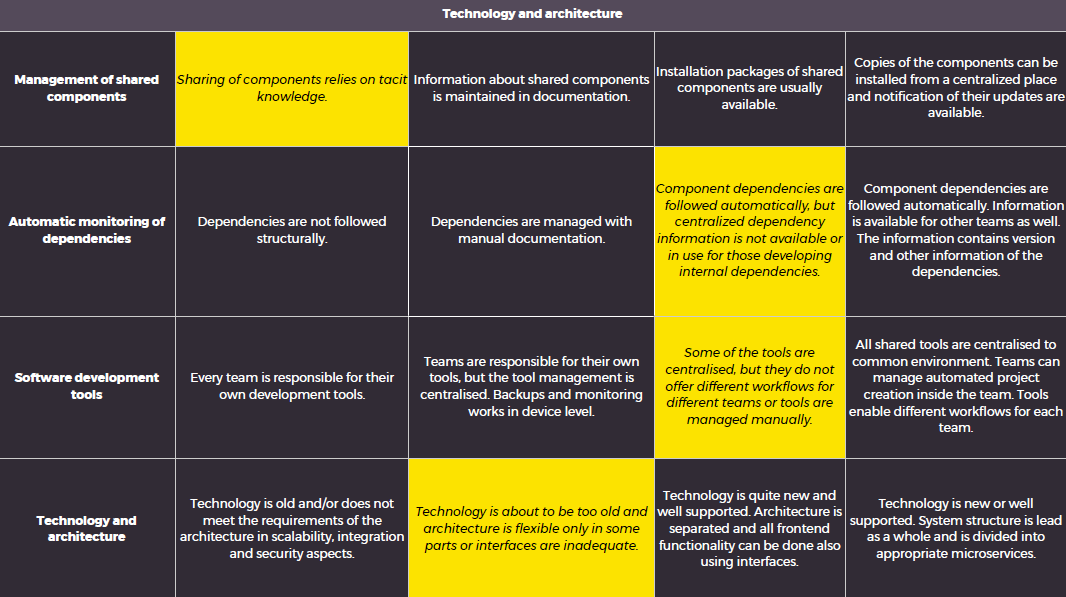 Technology and architecture
Management of shared
components
Sharing of components relies on tacit
knowledge.
Information about shared components
is maintained in documentation.
Installation packages of shared
components are usually
available.
Copies of the components can be
installed from a centralized place
and notification of their updates are
available.
Automatic monitoring of
dependencies
Dependencies are not followed
structurally.
Dependencies are managed with
manual documentation.
Component dependencies are
followed automatically, but
centralized dependency
information is not available or
in use for those developing
internal dependencies.
Component dependencies are
followed automatically. Information
is available for other teams as well.
The information contains version
and other information of the
dependencies.
Software development
tools
Every team is responsible for their
own development tools.
Teams are responsible for their own
tools, but the tool management is
centralised. Backups and monitoring
works in device level.
Some of the tools are
centralised, but they do not
offer different workflows for
different teams or tools are
managed manually.
All shared tools are centralised to
common environment. Teams can
manage automated project
creation inside the team. Tools
enable different workflows for each
team.
Technology and
architecture
Technology is old and/or does not
meet the requirements of the
architecture in scalability, integration
and security aspects.
Technology is about to be too old and
architecture is flexible only in some
parts or interfaces are inadequate.
Technology is quite new and
well supported. Architecture is
separated and all frontend
functionality can be done also
using interfaces.
Technology is new or well
supported. System structure is lead
as a whole and is divided into
appropriate microservices.